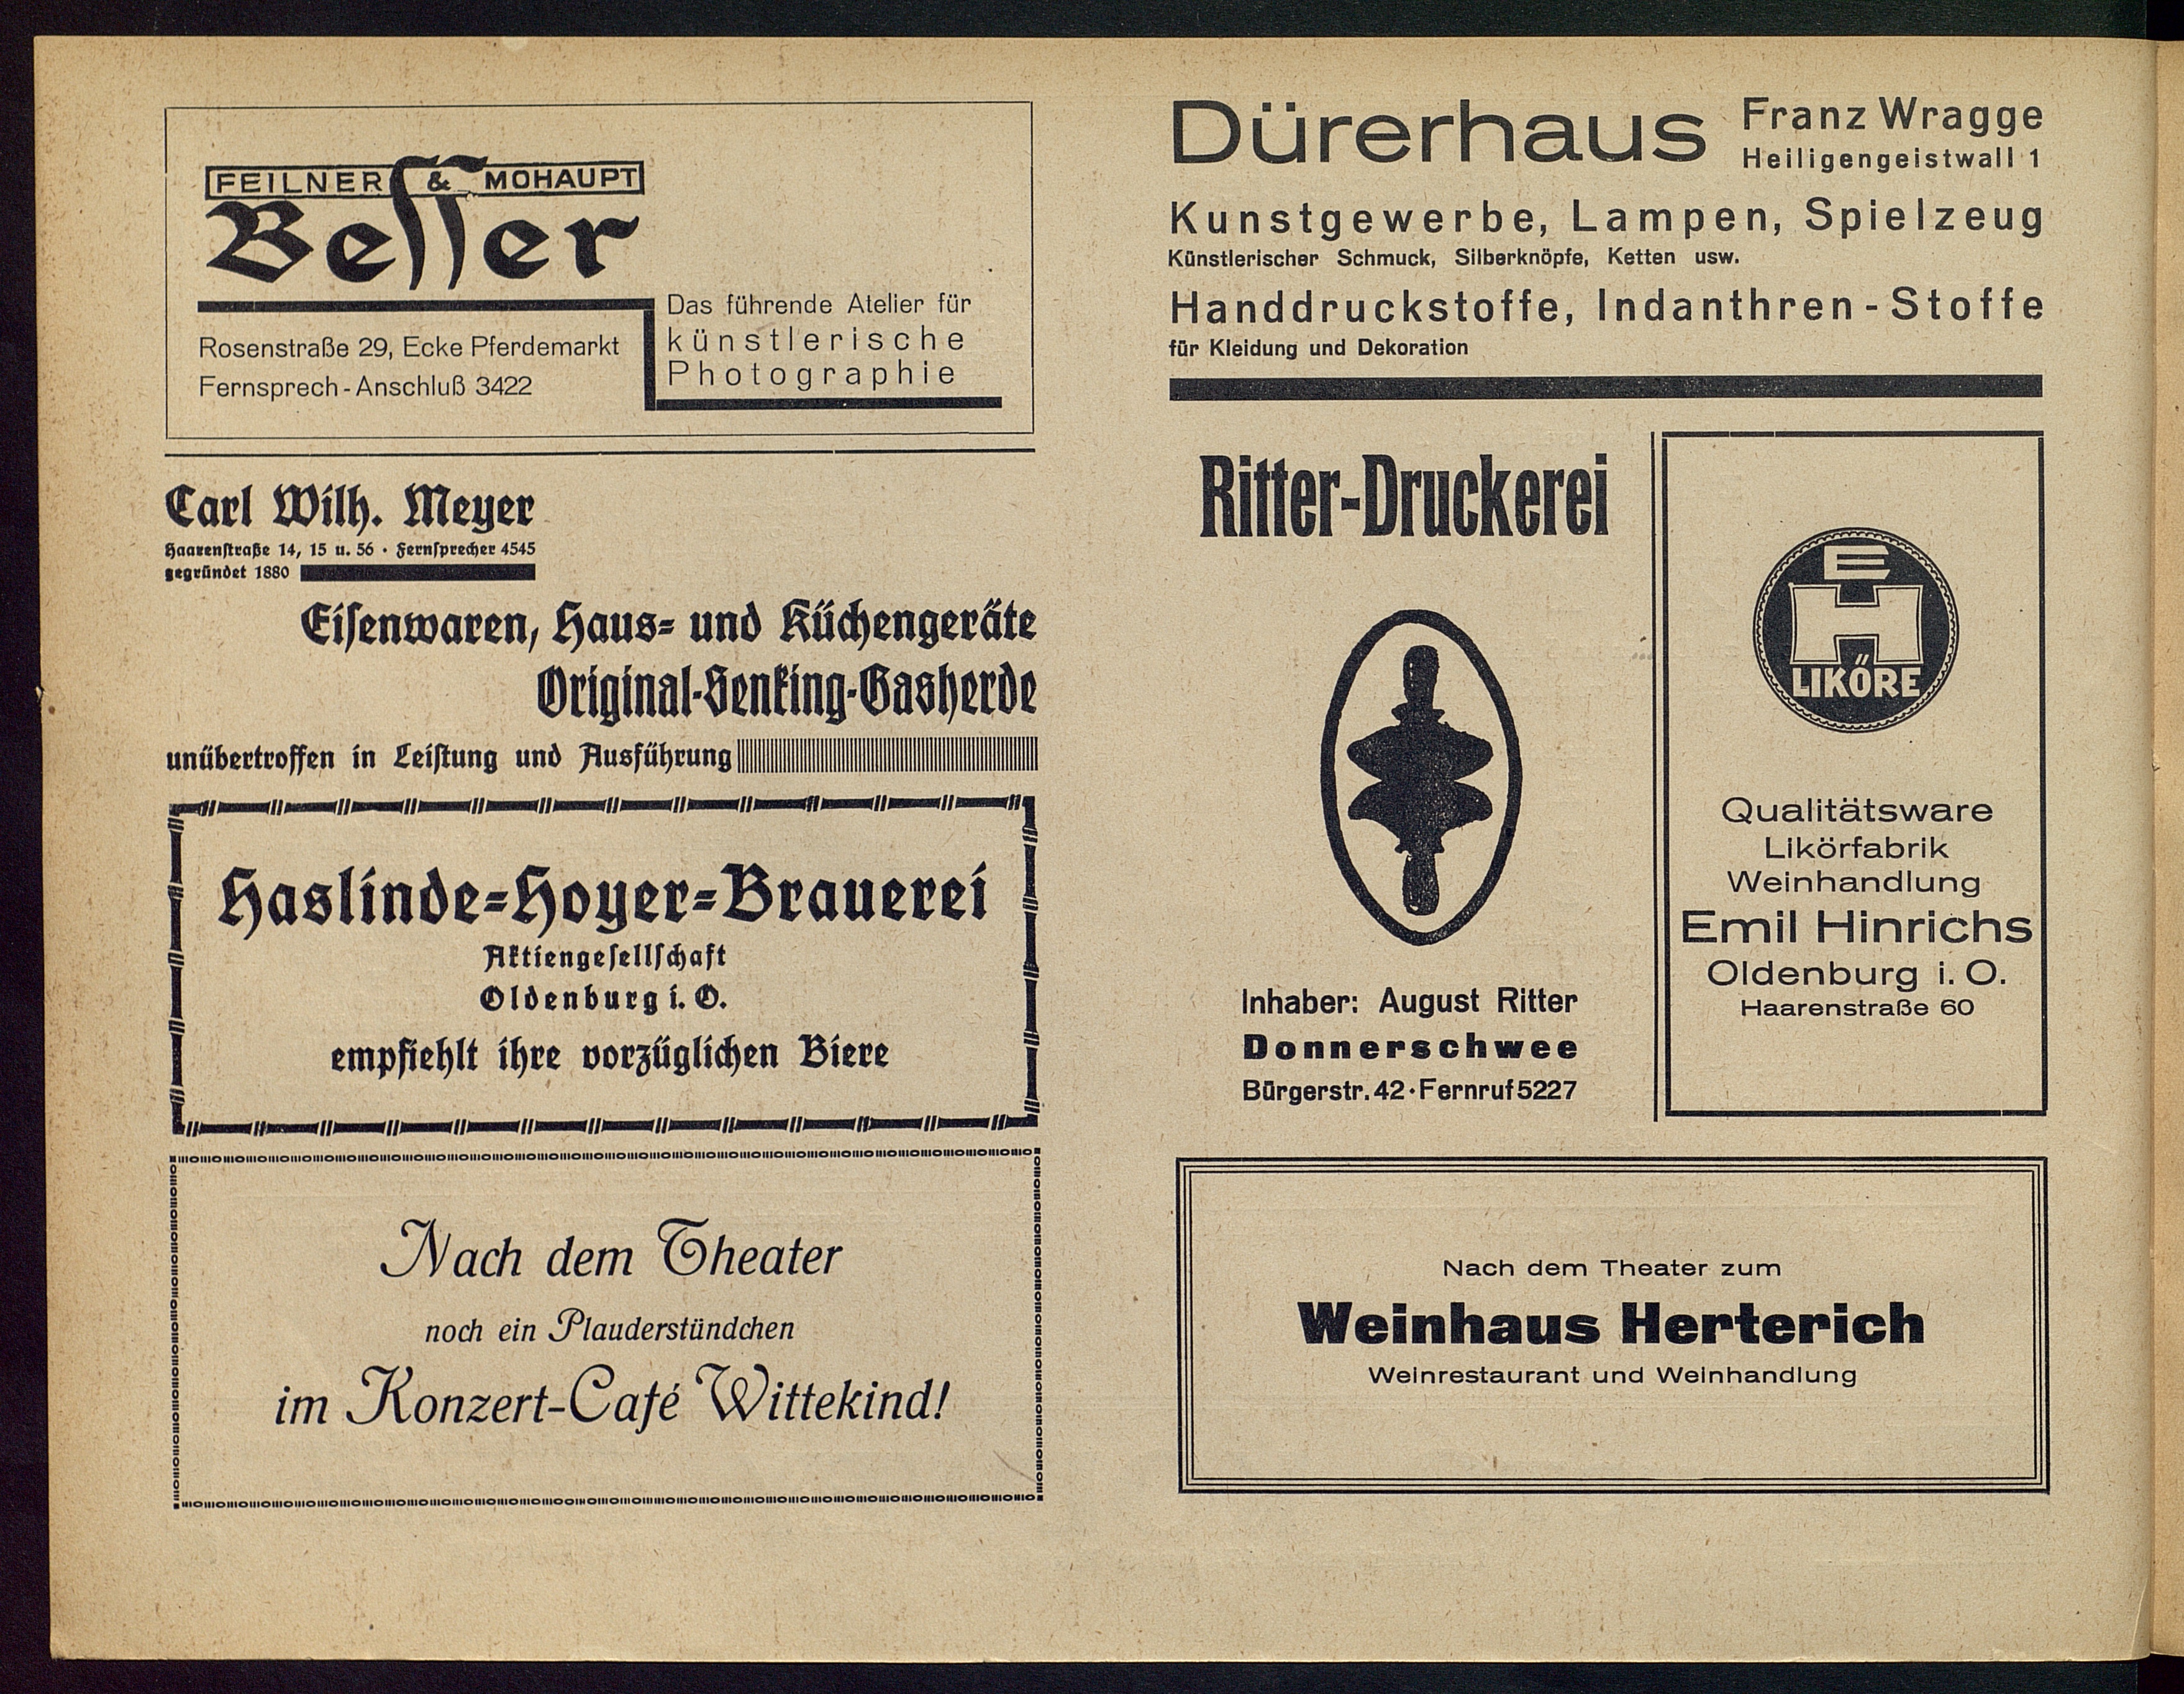 FEILNER & MOHAUPT
Besser
Rosenstraße 29, Ecke Pferdemarkt
Fernsprech-Anschluß 3422
Das führende Atelier für
künstlerische
Photographie
Carl Wilh. Meyer
Haarenstraße 14, 15 u. 56 · Fernsprecher 4545
gegründet 1880
Eisenwaren, Haus- und Küchengeräte
Original-Senking-Gasherde
unübertroffen in Leistung und Ausführung
Haslinde-Hoyer-Brauerei
Aktiengesellschaft
Oldenburg i. O.
empfiehlt ihre vorzüglichen Biere
Nach dem Theater
noch ein Plauderstündchen
im Konzert-Café Wittekind!
Dürerhaus
Franz Wragge
Heiligengeistwall 1
Kunstgewerbe, Lampen, Spielzeug
Künstlerischer Schmuck, Silberknöpfe, Ketten usw.
Handdruckstoffe, Indanthren-Stoffe
für Kleidung und Dekoration
Ritter-Druckerei
Inhaber: August Ritter
Donnerschwee
Bürgerstr. 42 · Fernruf 5227
E
H
LIKÖRE
Qualitätsware
Likörfabrik
Weinhandlung
Emil Hinrichs
Oldenburg i. O.
Haarenstraße 60
Nach dem Theater zum
Weinhaus Herterich
Weinrestaurant und Weinhandlung